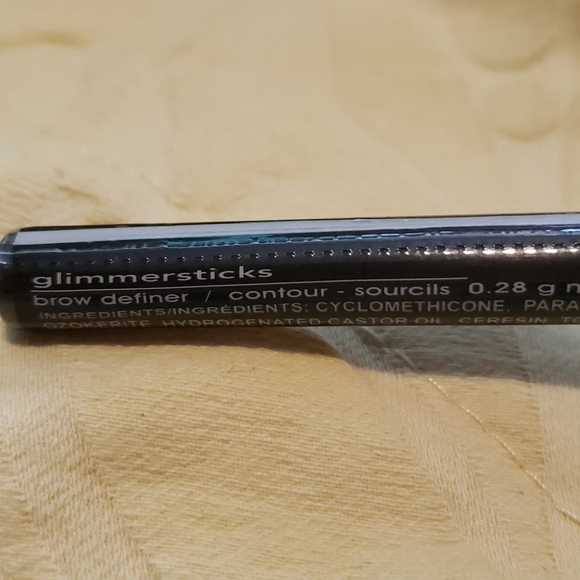 glimmersticks
brow definer / contour - sourcils 0.28 g n
INGREDIENTS/INGRÉDIENTS: CYCLOMETHICONE, PARA
OZOKERITE, HYDROGENATED CASTOR OIL, CERESIN,